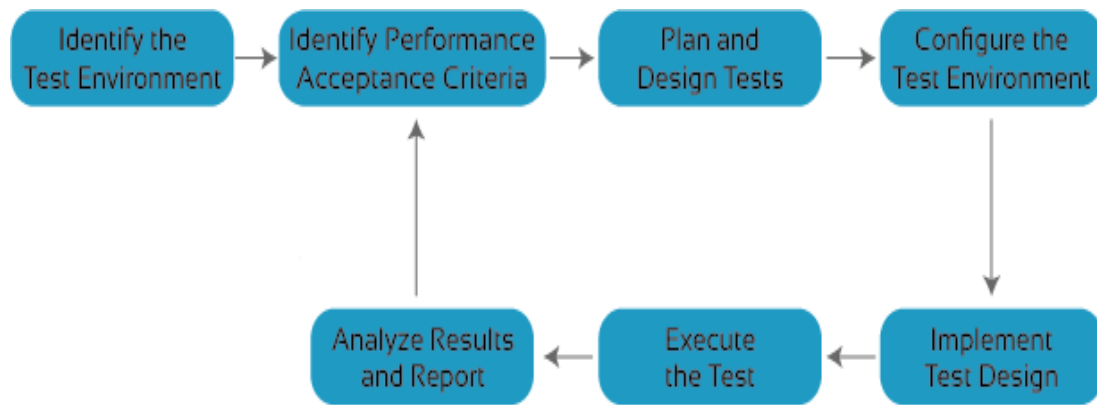 Identify the
Test Environment
Identify Performance
Acceptance Criteria
Plan and
Design Tests
Configure the
Test Environment
Implement
Test Design
Execute
the Test
Analyze Results
and Report